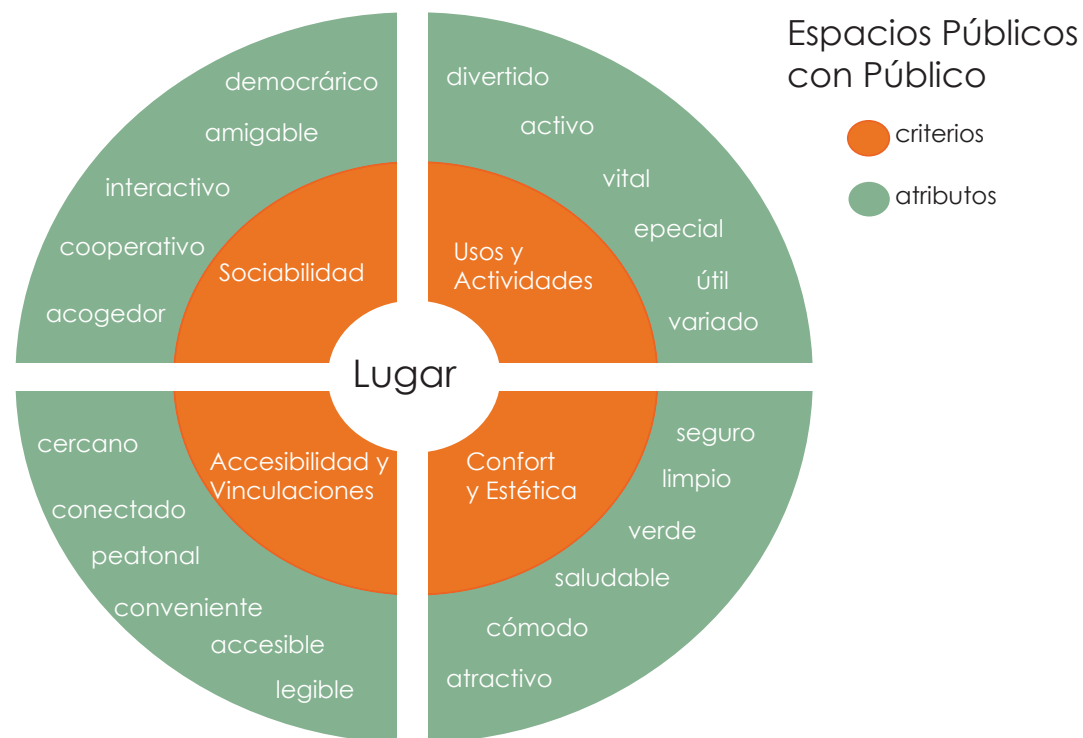 Espacios Públicos
con Público
criterios
atributos
democrárico
amigable
interactivo
cooperativo
acogedor
Sociabilidad
divertido
activo
vital
epecial
útil
variado
Usos y
Actividades
Lugar
cercano
conectado
peatonal
conveniente
accesible
legible
Accesibilidad y
Vinculaciones
Confort
y Estética
seguro
limpio
verde
saludable
cómodo
atractivo